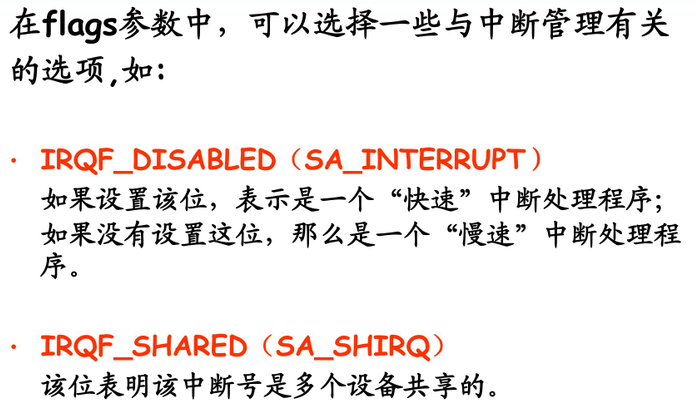 在flags参数中，可以选择一些与中断管理有关
的选项,如：
• IRQF_DISABLED（SA_INTERRUPT）
如果设置该位，表示是一个“快速”中断处理程序；
如果没有设置这位，那么是一个“慢速”中断处理程
序。
• IRQF_SHARED（SA_SHIRQ）
该位表明该中断号是多个设备共享的。